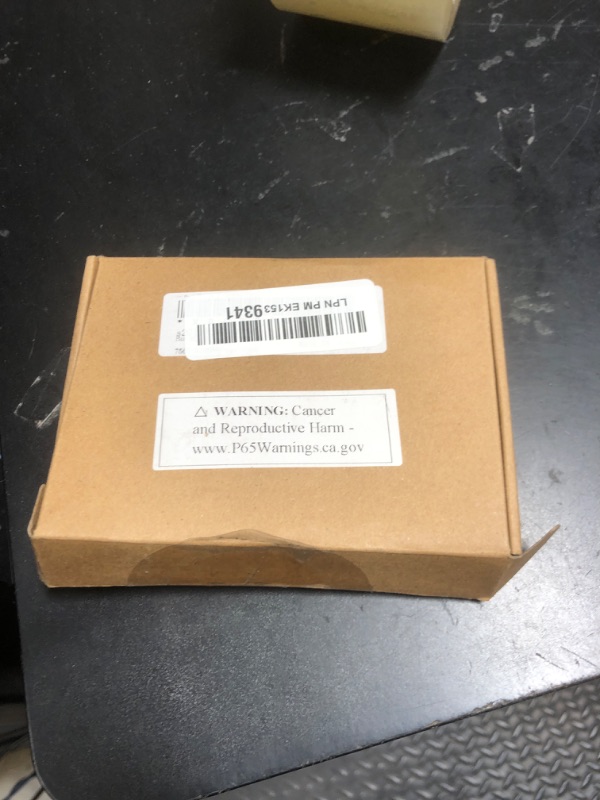 LPN PM EK1539341
⚠ WARNING: Cancer
and Reproductive Harm -
www.P65Warnings.ca.gov